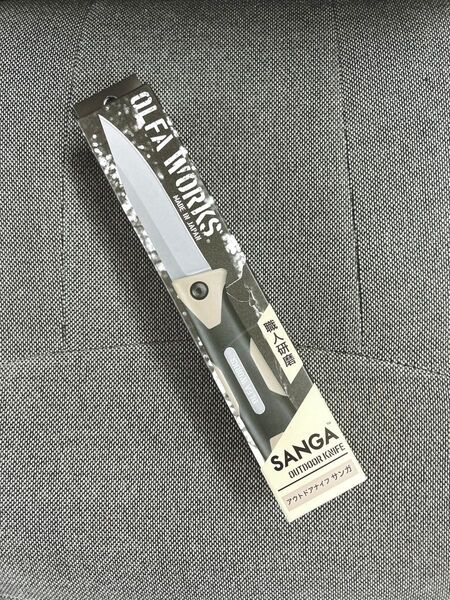 OLFA WORKS®
MADE IN JAPAN
職人研磨
SANGA™
OUTDOOR KNIFE
アウトドアナイフ サンガ